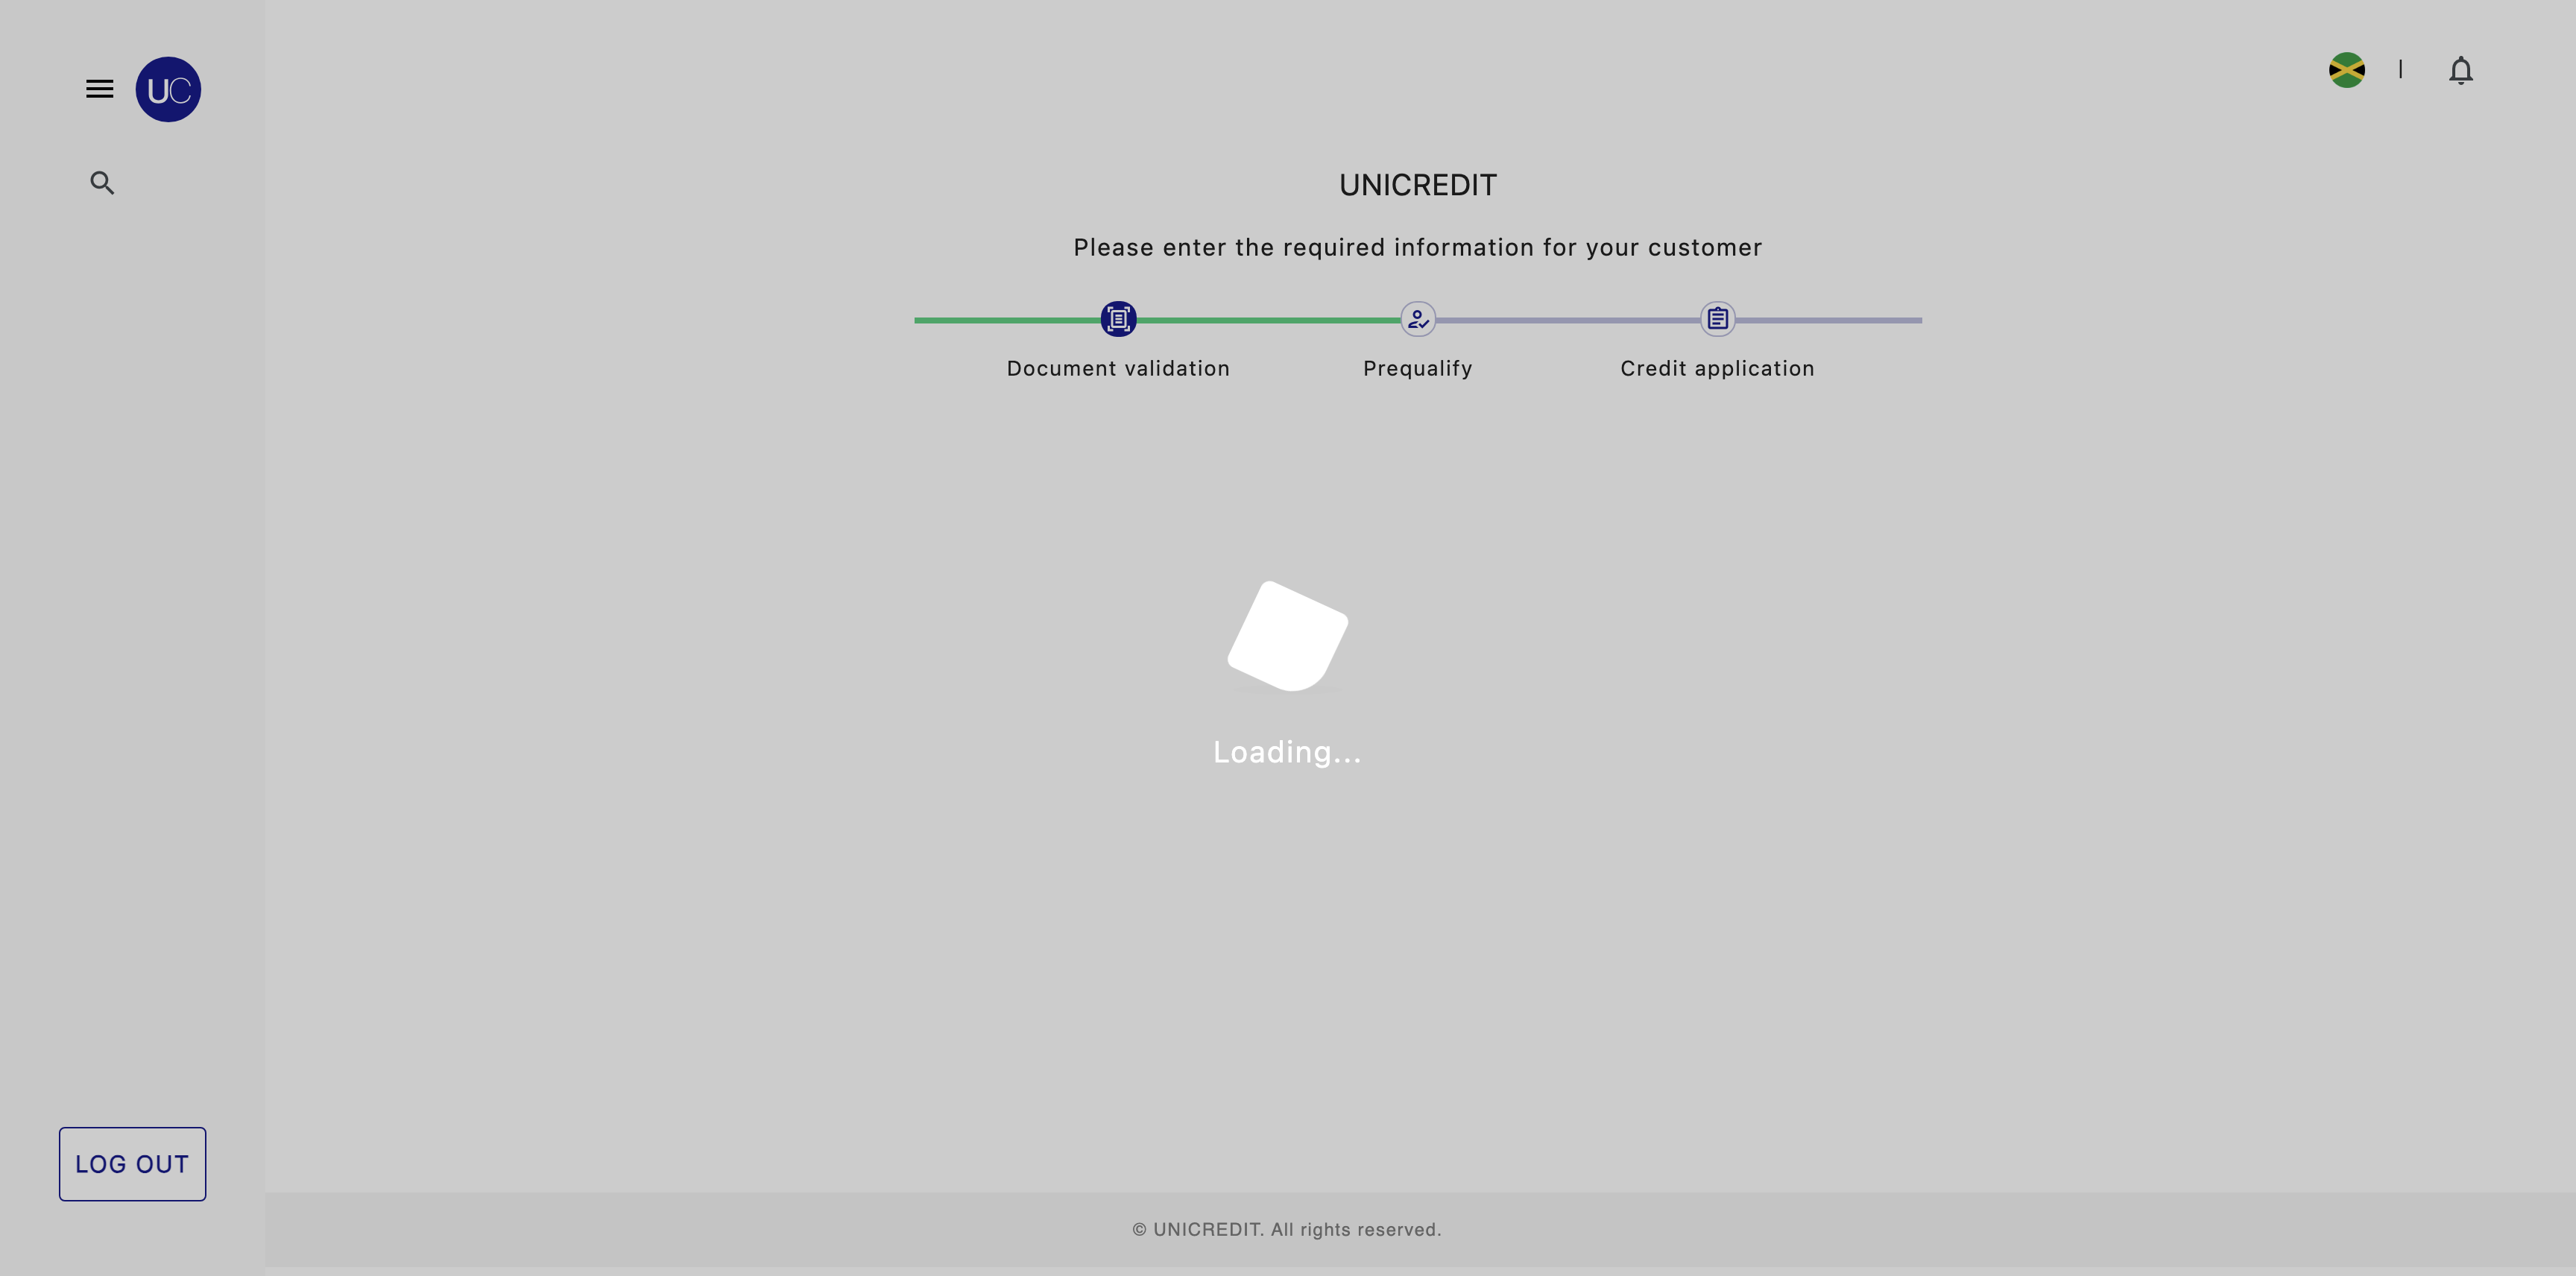 UC
UNICREDIT
Please enter the required information for your customer
Document validation
Prequalify
Credit application
Loading...
LOG OUT
© UNICREDIT. All rights reserved.